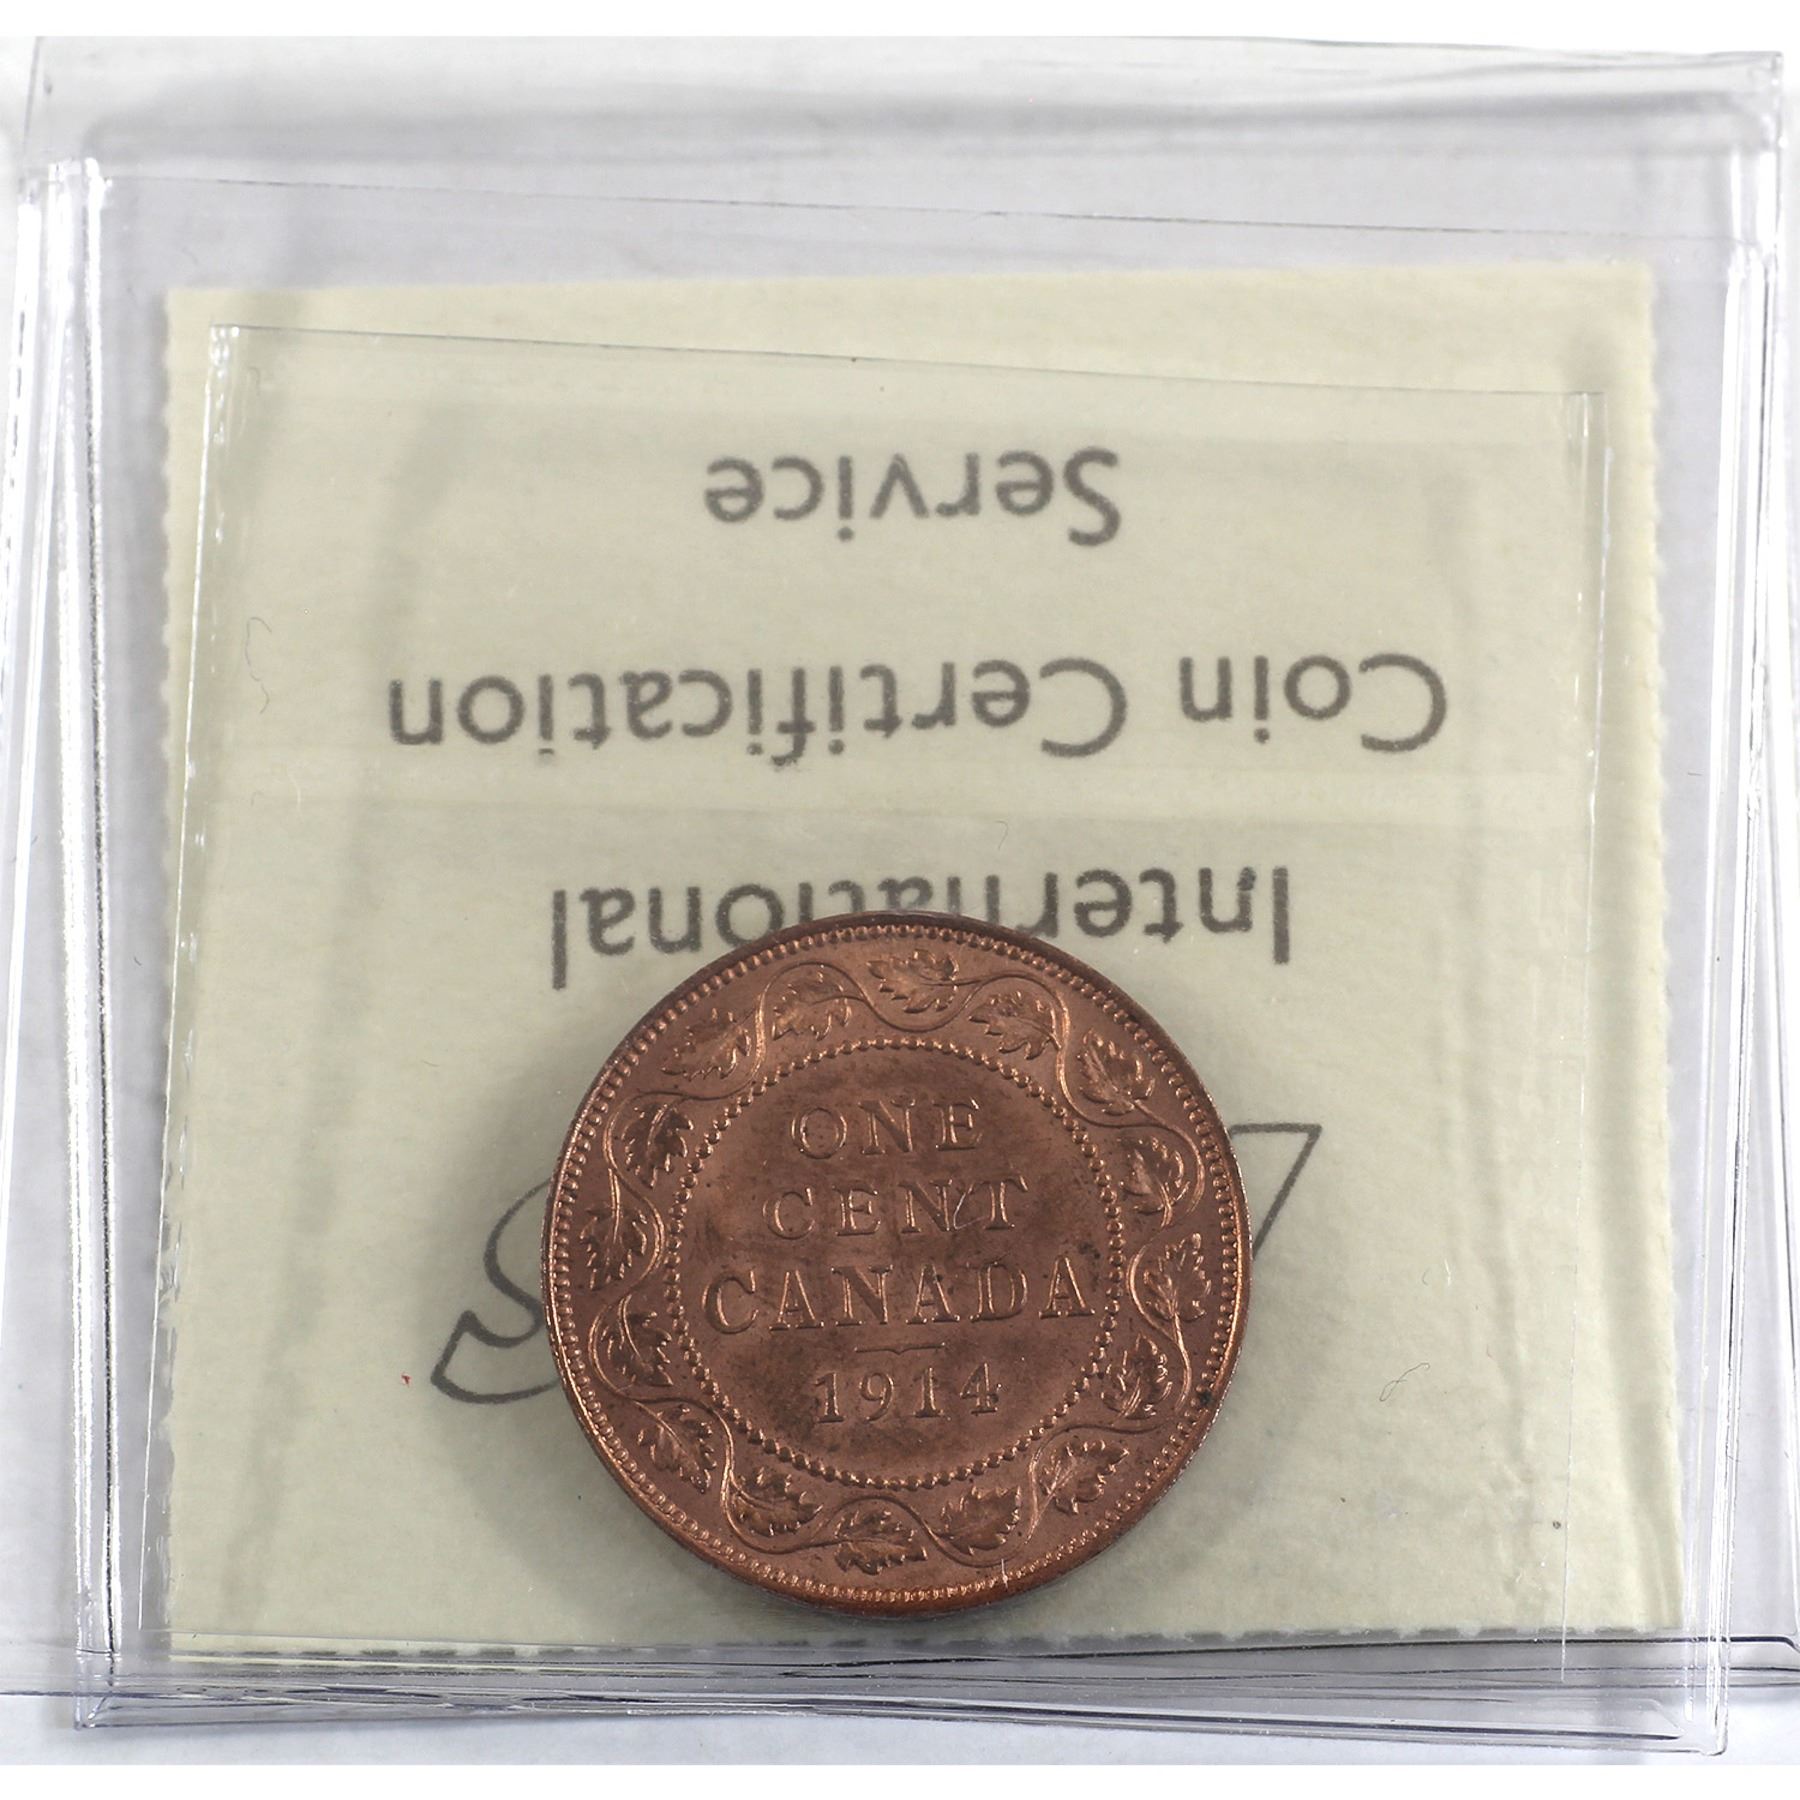 International
Coin Certification
Service
ONE
CENT
CANADA
1914